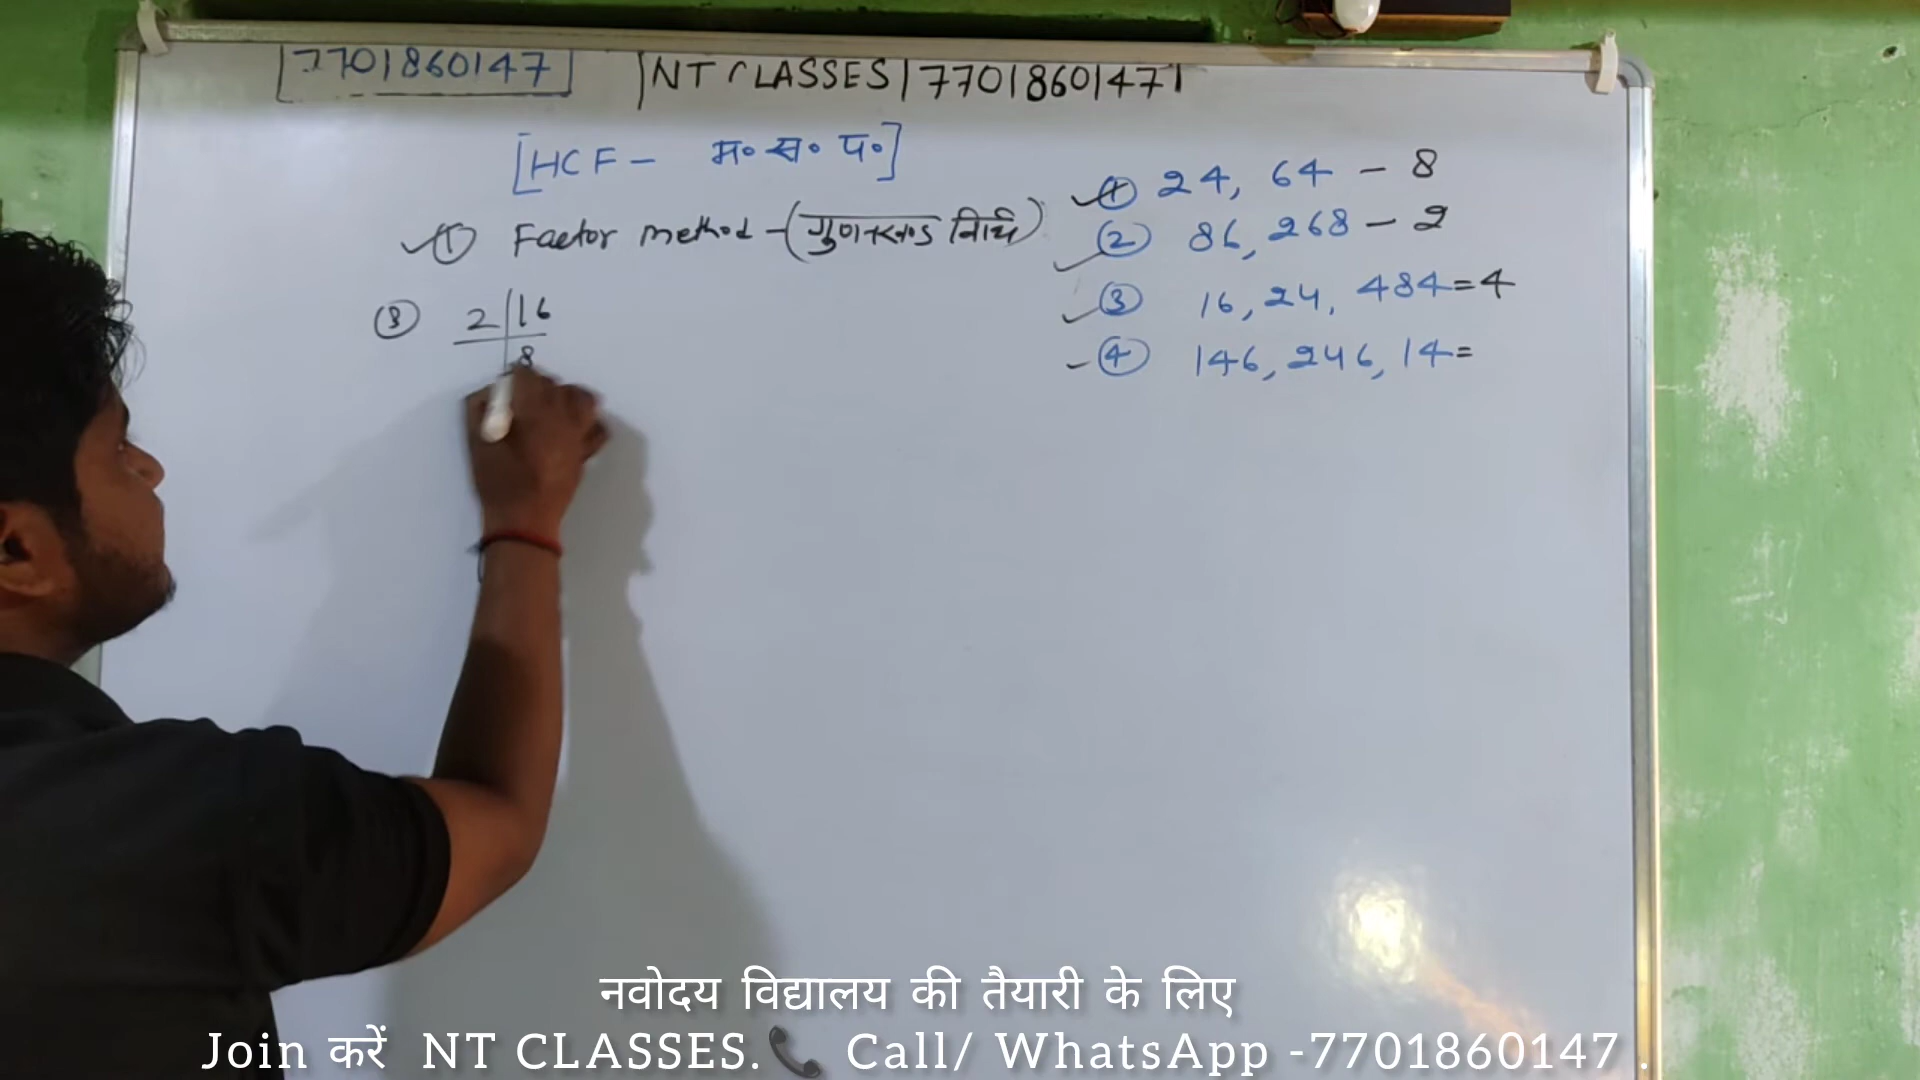 7701860147
NT CLASSES | 7701860147
[HCF - म० स० प०]
① Factor method - (गुणनखण्ड विधि)
① 24, 64 - 8
② 86, 268 - 2
③ 16, 24, 484 = 4
④ 146, 246, 14 =
③ 2 16
8
नवोदय विद्यालय की तैयारी के लिए
Join करें NT CLASSES.📞 Call/ WhatsApp -7701860147 .